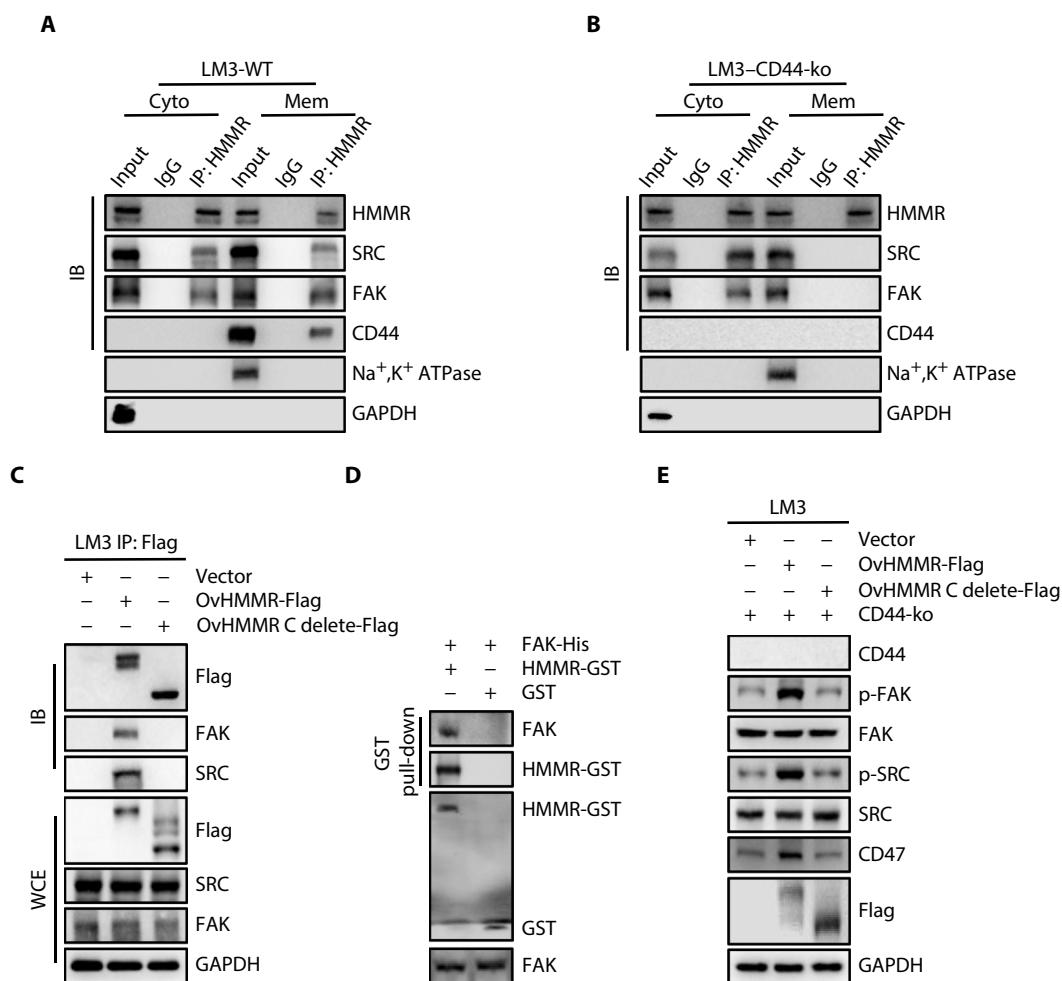 A
LM3-WT
Cyto Mem
Input IgG IP: HMMR Input IgG IP: HMMR
IB
HMMR
SRC
FAK
CD44
Na⁺,K⁺ ATPase
GAPDH
B
LM3–CD44-ko
Cyto Mem
Input IgG IP: HMMR Input IgG IP: HMMR
IB
HMMR
SRC
FAK
CD44
Na⁺,K⁺ ATPase
GAPDH
C
LM3 IP: Flag
+ – – Vector
– + – OvHMMR-Flag
– – + OvHMMR C delete-Flag
IB
Flag
FAK
SRC
WCE
Flag
SRC
FAK
GAPDH
D
+ + FAK-His
+ – HMMR-GST
– + GST
GST
pull-down
FAK
HMMR-GST
HMMR-GST
GST
FAK
E
LM3
+ – – Vector
– + – OvHMMR-Flag
– – + OvHMMR C delete-Flag
+ + + CD44-ko
CD44
p-FAK
FAK
p-SRC
SRC
CD47
Flag
GAPDH